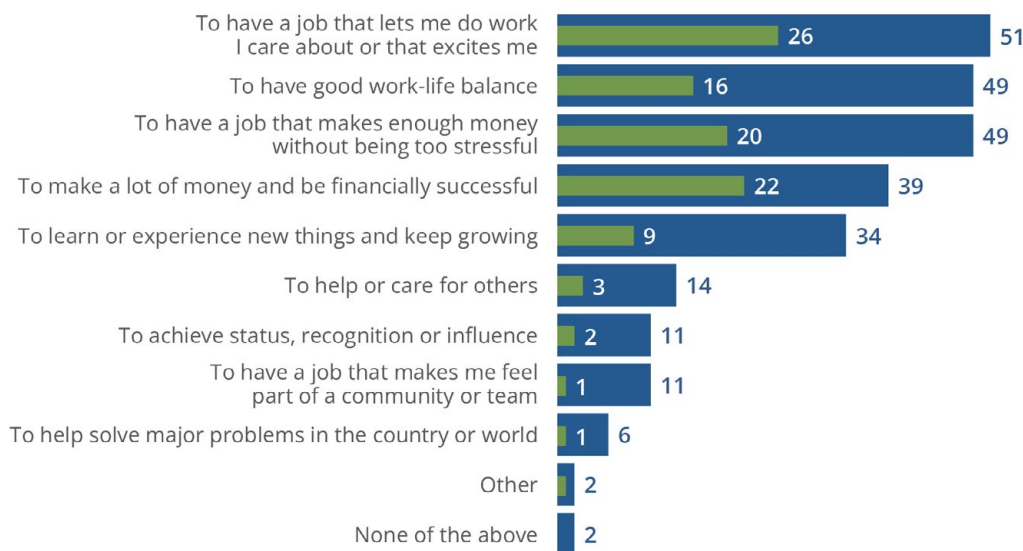 To have a job that lets me do work
I care about or that excites me
26 51
To have good work-life balance 16 49
To have a job that makes enough money
without being too stressful
20 49
To make a lot of money and be financially successful 22 39
To learn or experience new things and keep growing 9 34
To help or care for others 3 14
To achieve status, recognition or influence 2 11
To have a job that makes me feel
part of a community or team
1 11
To help solve major problems in the country or world 1 6
Other 2
None of the above 2